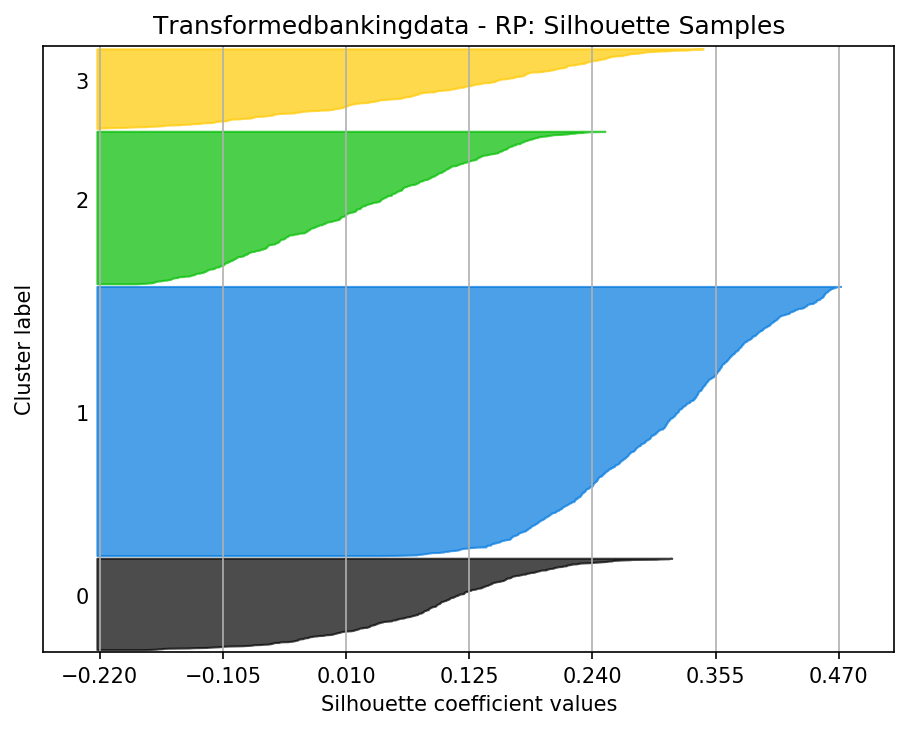 Transformedbankingdata - RP: Silhouette Samples
3
2
1
0
Cluster label
−0.220 −0.105 0.010 0.125 0.240 0.355 0.470
Silhouette coefficient values